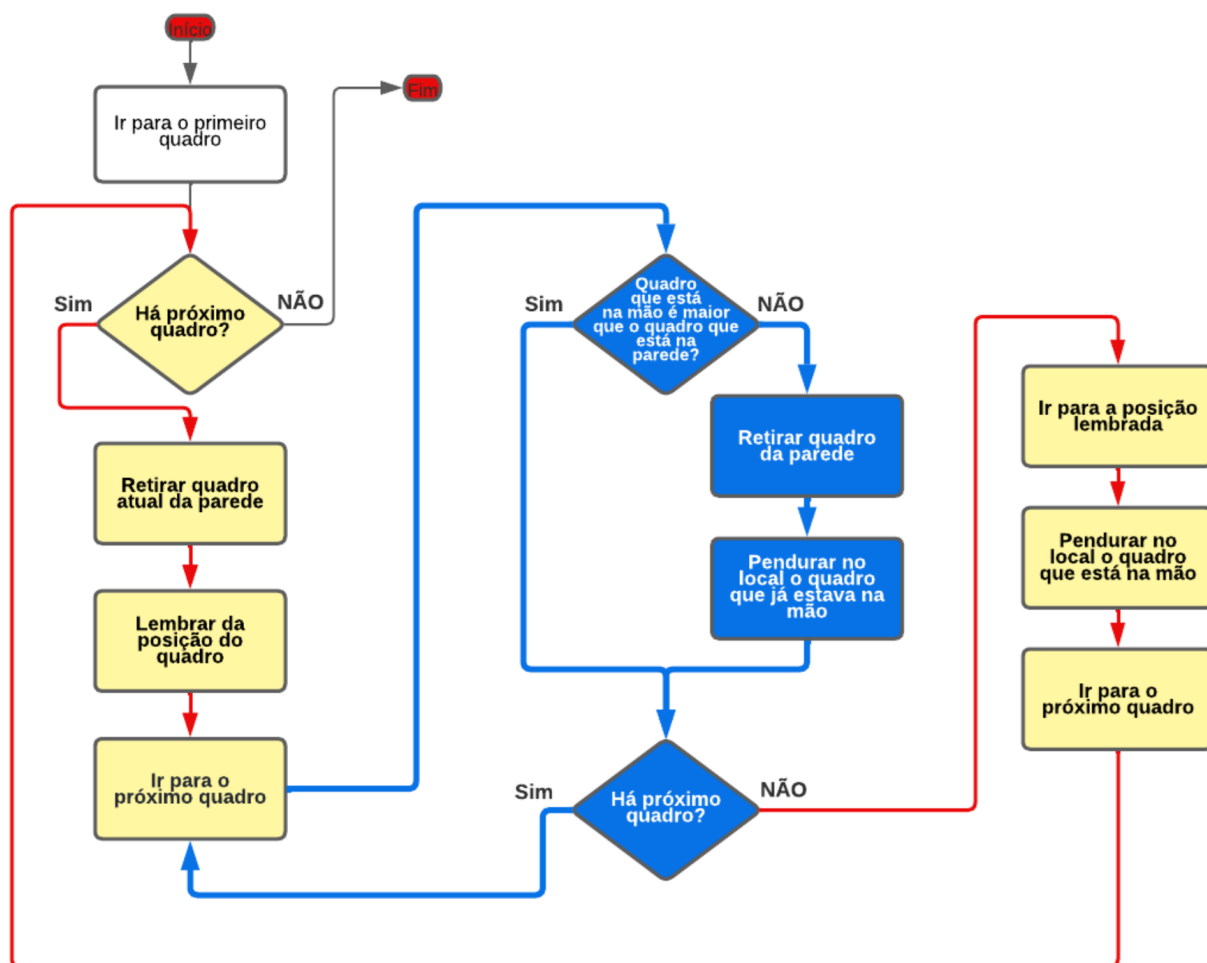 Início
Ir para o primeiro
quadro
Fim
Há próximo
quadro?
Sim
NÃO
Retirar quadro
atual da parede
Lembrar da
posição do
quadro
Ir para o
próximo quadro
Quadro
que está
na mão é maior
que o quadro que
está na
parede?
Sim
NÃO
Retirar quadro
da parede
Pendurar no
local o quadro
que já estava na
mão
Há próximo
quadro?
Sim
NÃO
Ir para a posição
lembrada
Pendurar no
local o quadro
que está na mão
Ir para o
próximo quadro